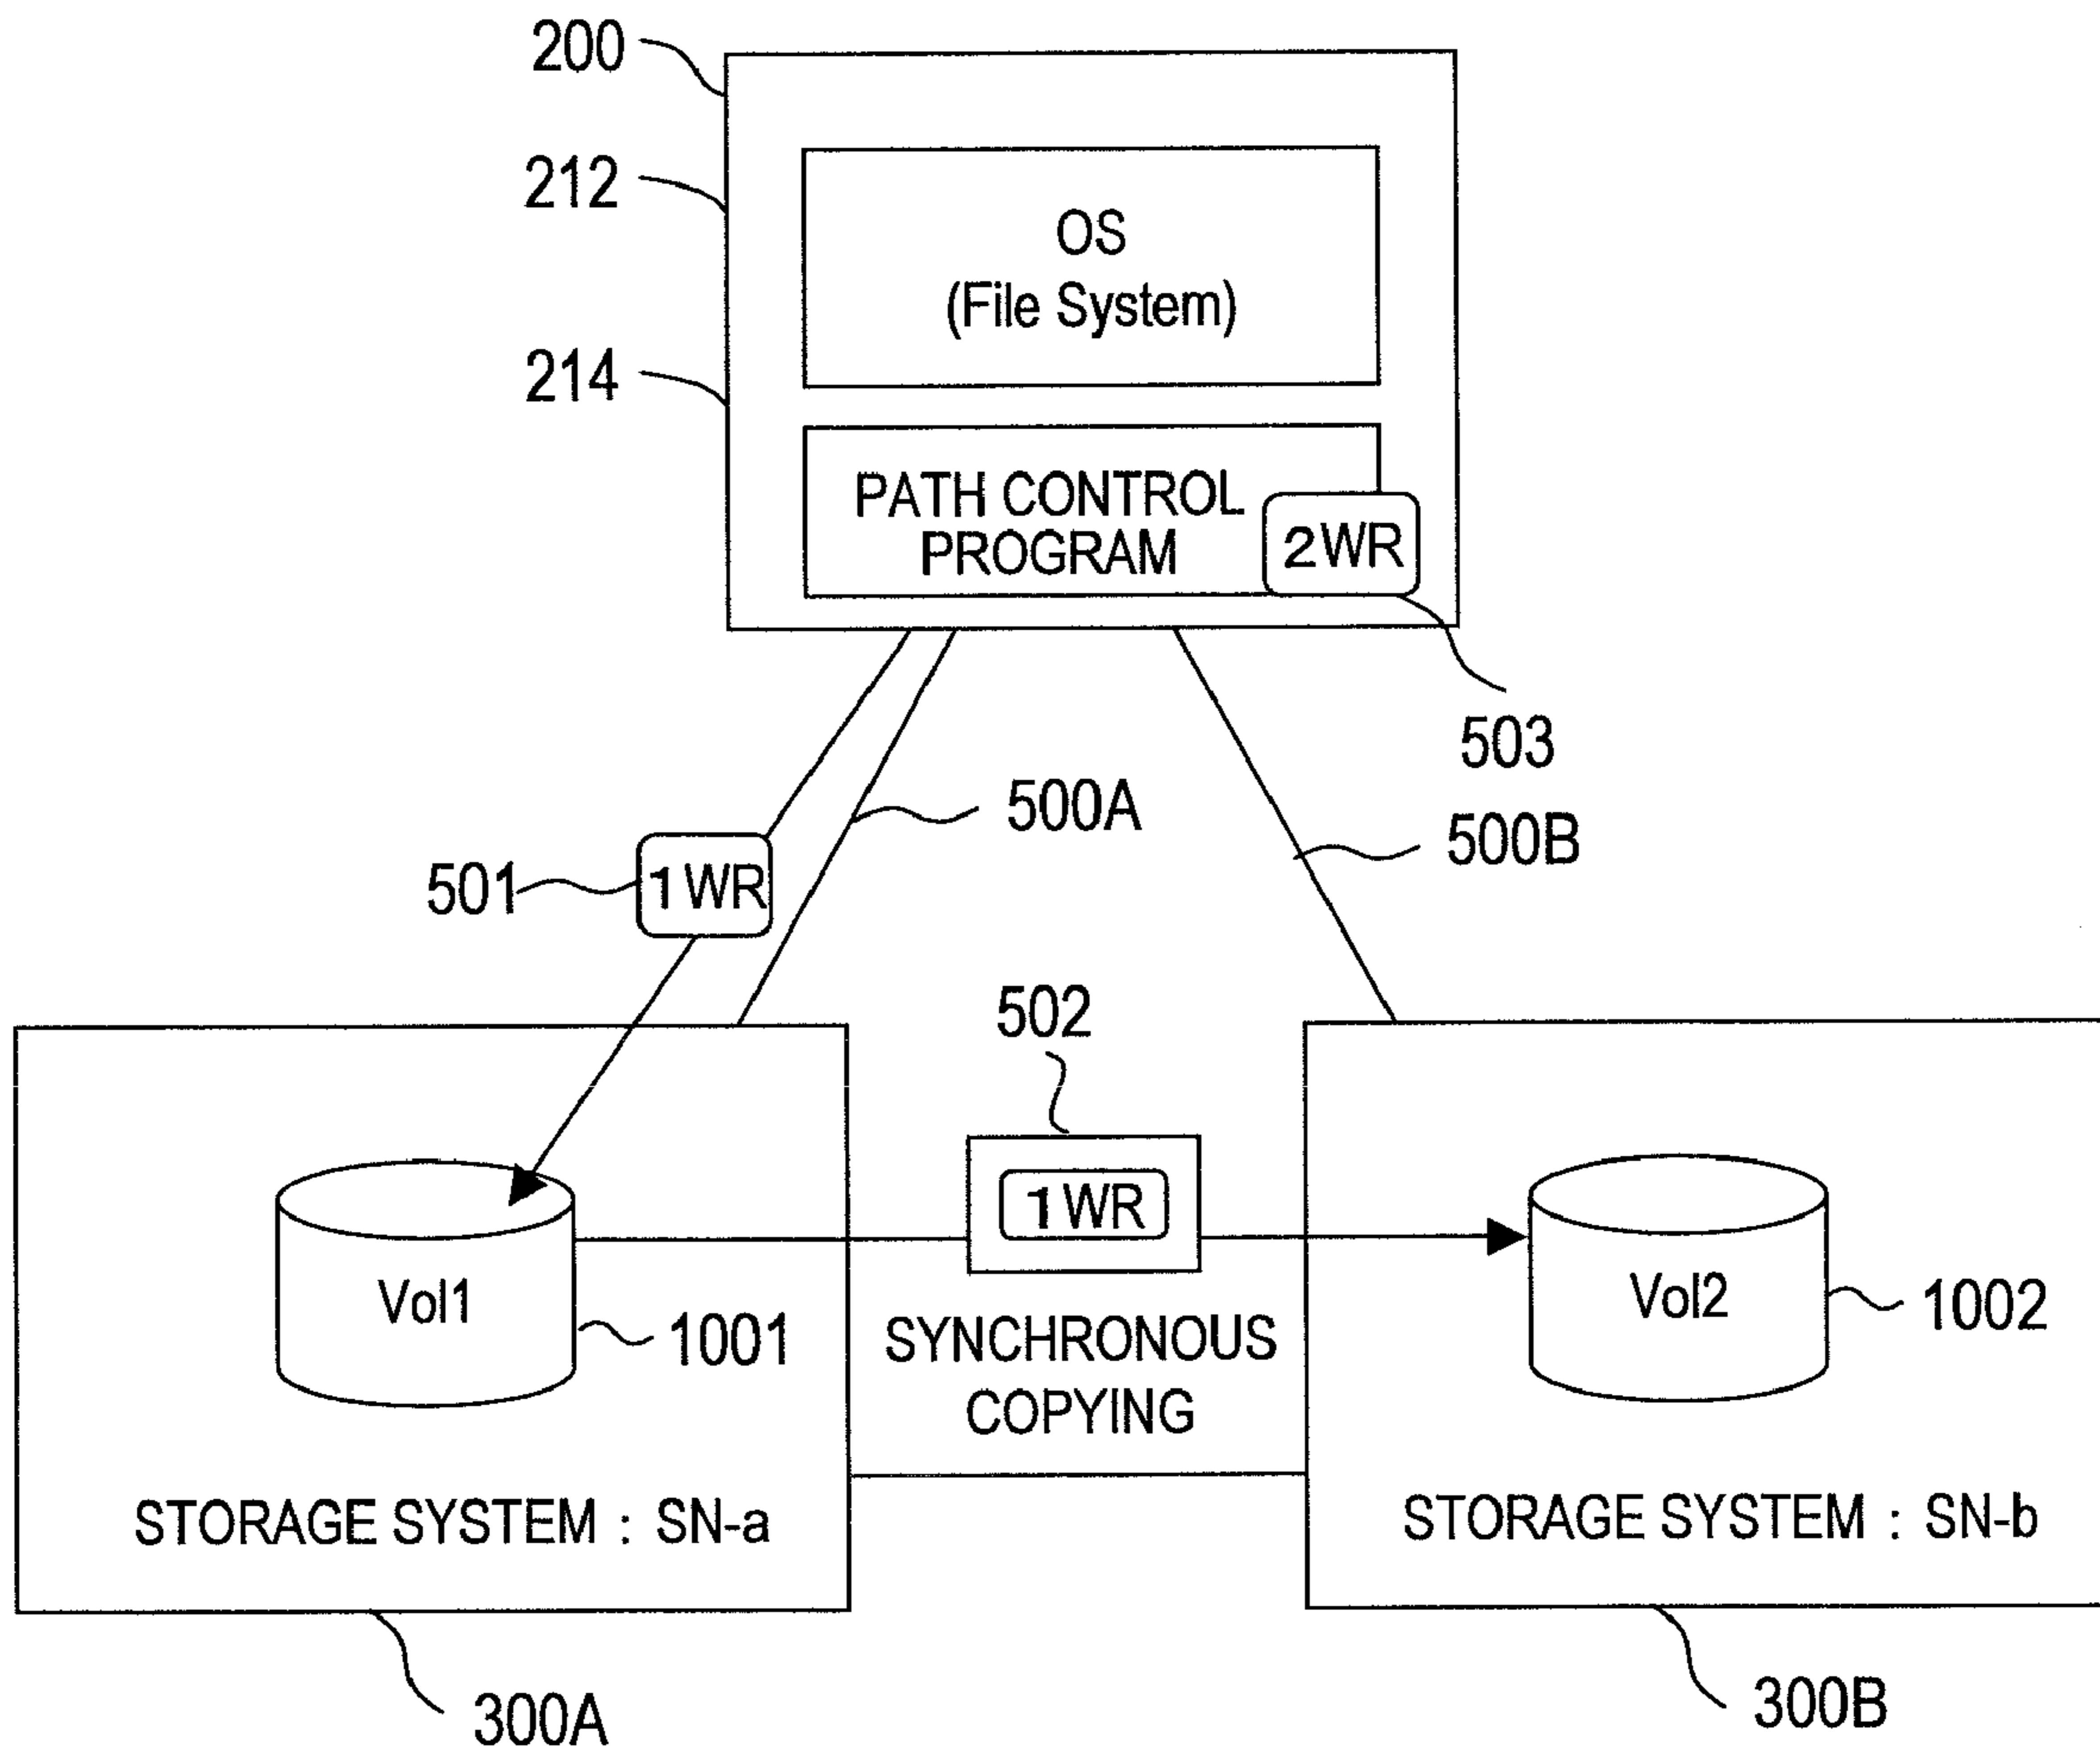 200
212
OS
(File System)
214
PATH CONTROL
PROGRAM
2WR
503
500A
500B
501
1WR
502
1WR
Vol1
1001
SYNCHRONOUS
COPYING
Vol2
1002
STORAGE SYSTEM : SN-a
STORAGE SYSTEM : SN-b
300A
300B